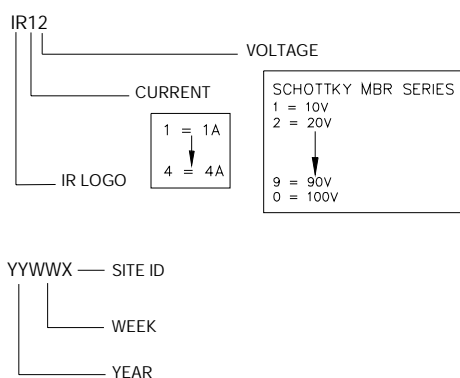 IR12
VOLTAGE
CURRENT
1 = 1A
4 = 4A
IR LOGO
SCHOTTKY MBR SERIES
1 = 10V
2 = 20V
9 = 90V
0 = 100V
YYWWX
SITE ID
WEEK
YEAR